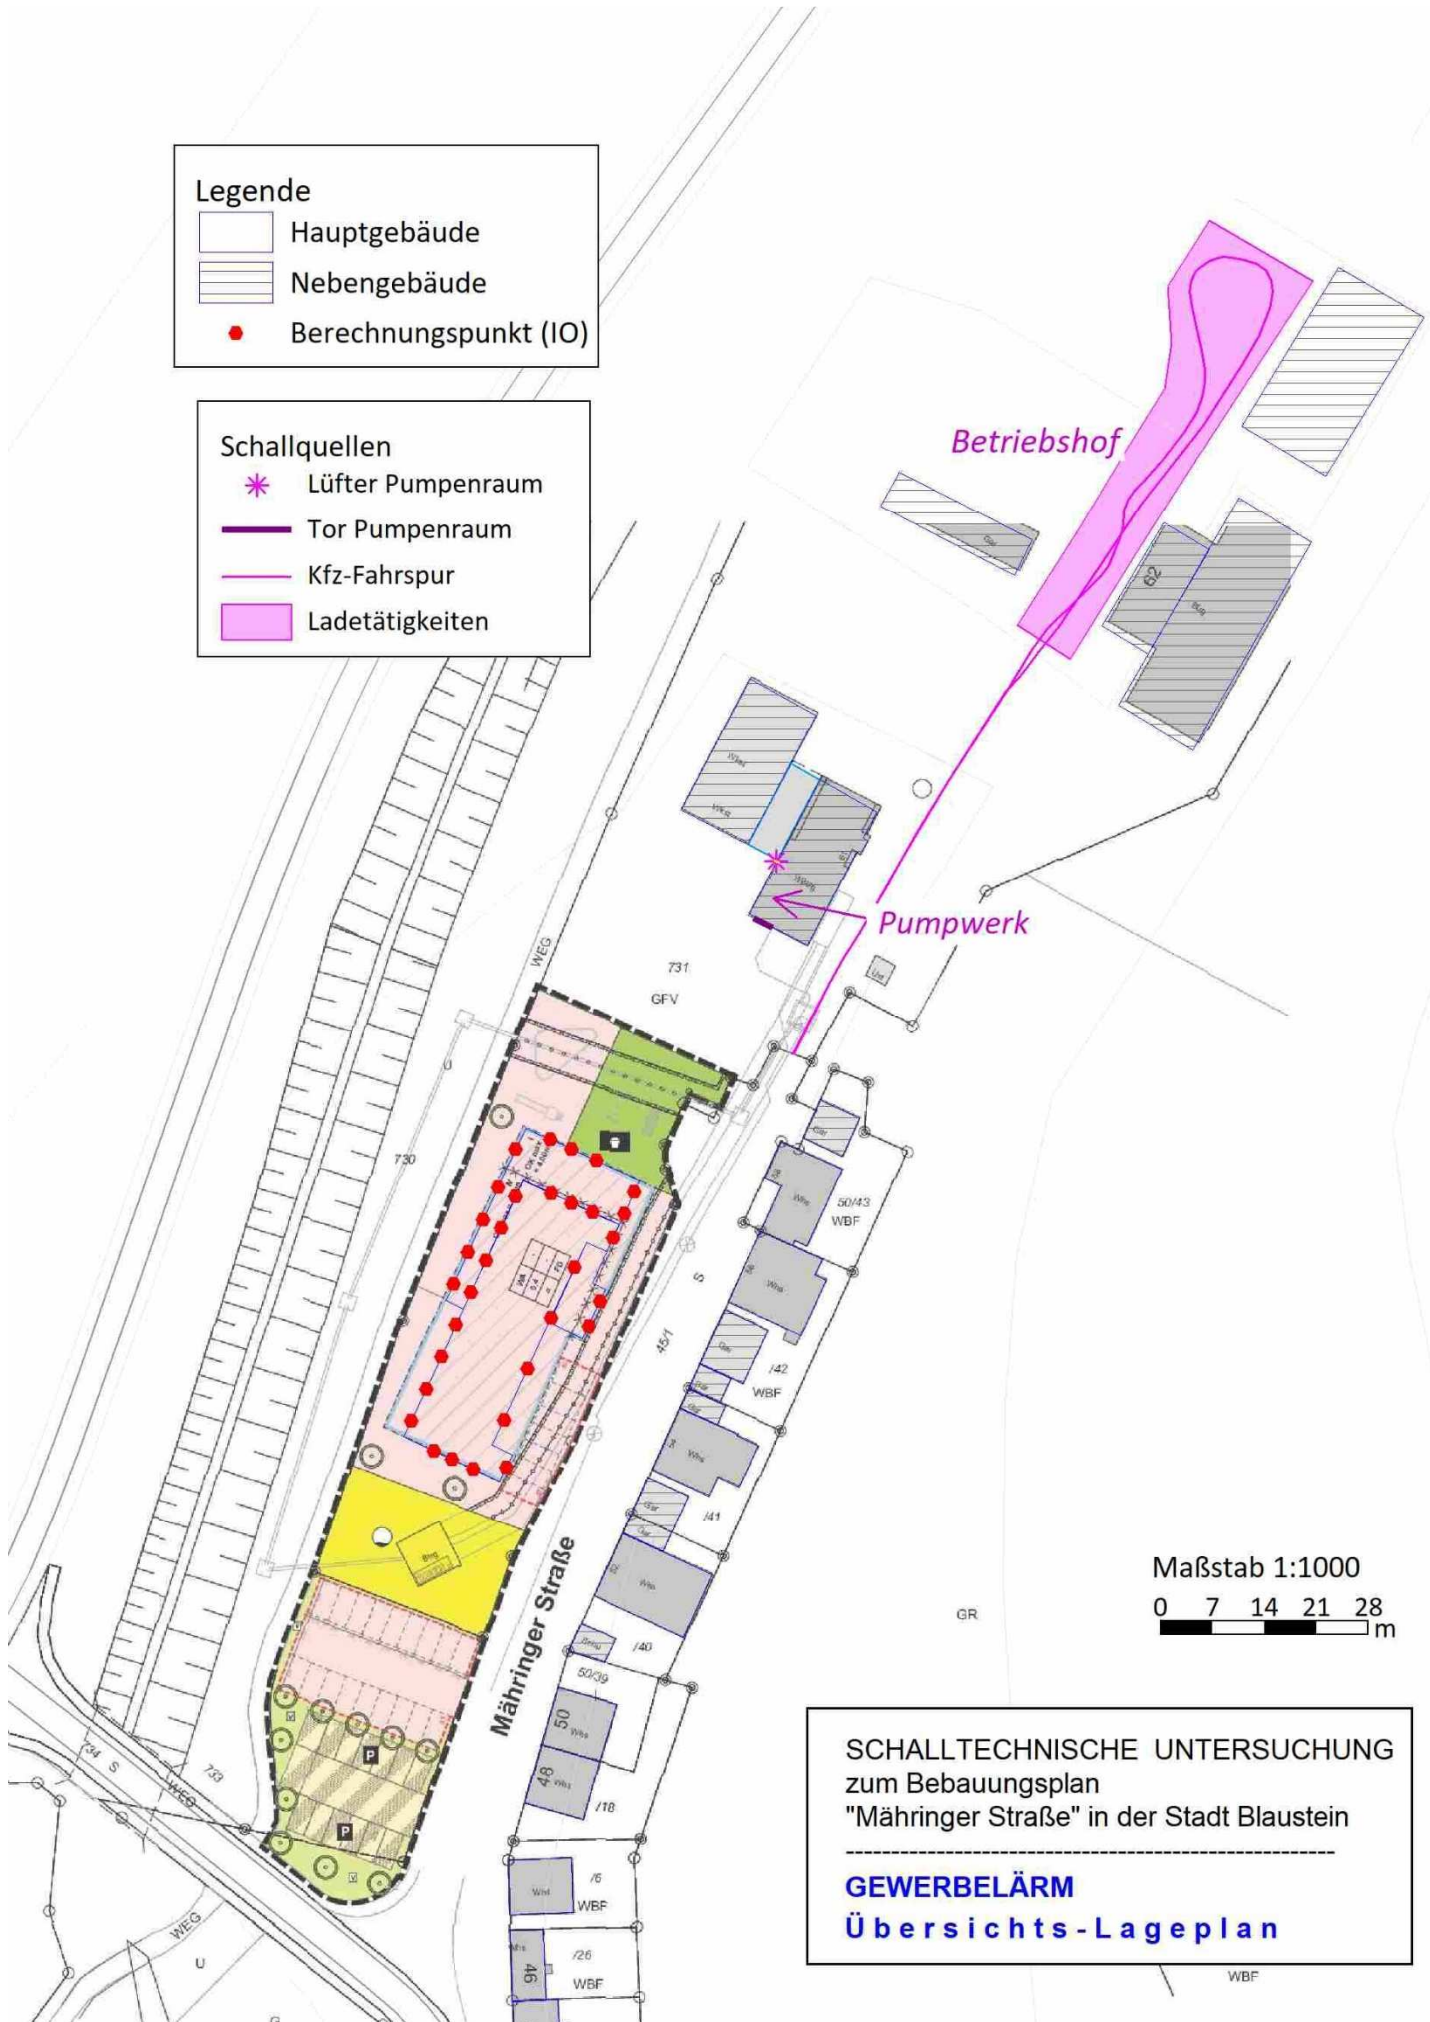 Legende
Hauptgebäude
Nebengebäude
Berechnungspunkt (IO)
Schallquellen
Lüfter Pumpenraum
Tor Pumpenraum
Kfz-Fahrspur
Ladetätigkeiten
Betriebshof
62
Pumpwerk
WEG
731
GFV
U
730
50/43
WBF
S
45/1
/42
WBF
/41
Mähringer Straße
/40
50/39
50
48
/18
GR
Maßstab 1:1000
0 7 14 21 28
m
WA
0,4
P
P
734 S
WEG
733
/6
WBF
46
/26
WBF
WEG
U
WBF
SCHALLTECHNISCHE UNTERSUCHUNG
zum Bebauungsplan
"Mähringer Straße" in der Stadt Blaustein
GEWERBELÄRM
Übersichts-Lageplan